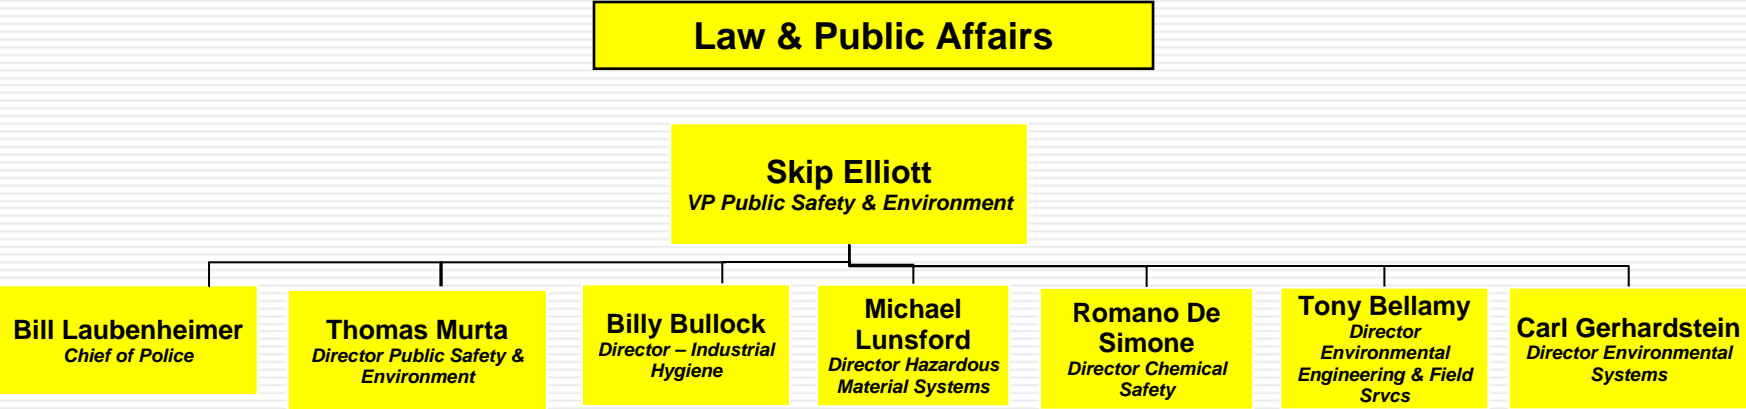 Law & Public Affairs
Skip Elliott
VP Public Safety & Environment
Bill Laubenheimer
Chief of Police
Thomas Murta
Director Public Safety &
Environment
Billy Bullock
Director – Industrial
Hygiene
Michael
Lunsford
Director Hazardous
Material Systems
Romano De
Simone
Director Chemical
Safety
Tony Bellamy
Director
Environmental
Engineering & Field
Srvcs
Carl Gerhardstein
Director Environmental
Systems